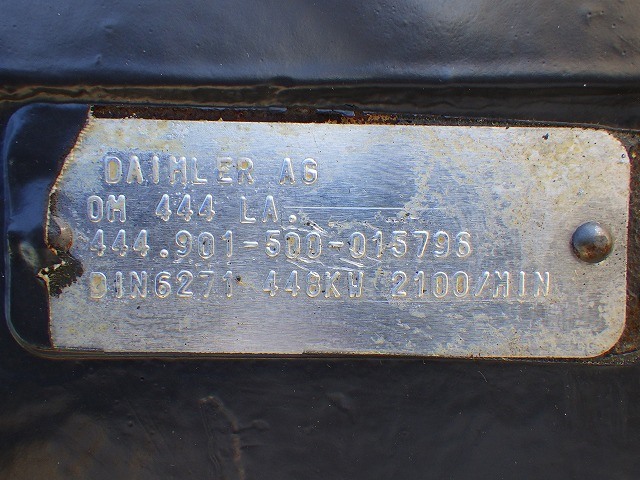 DAIMLER AG
OM 444 LA.
444.901-500-015796
DIN6271 448KW 2100/MIN